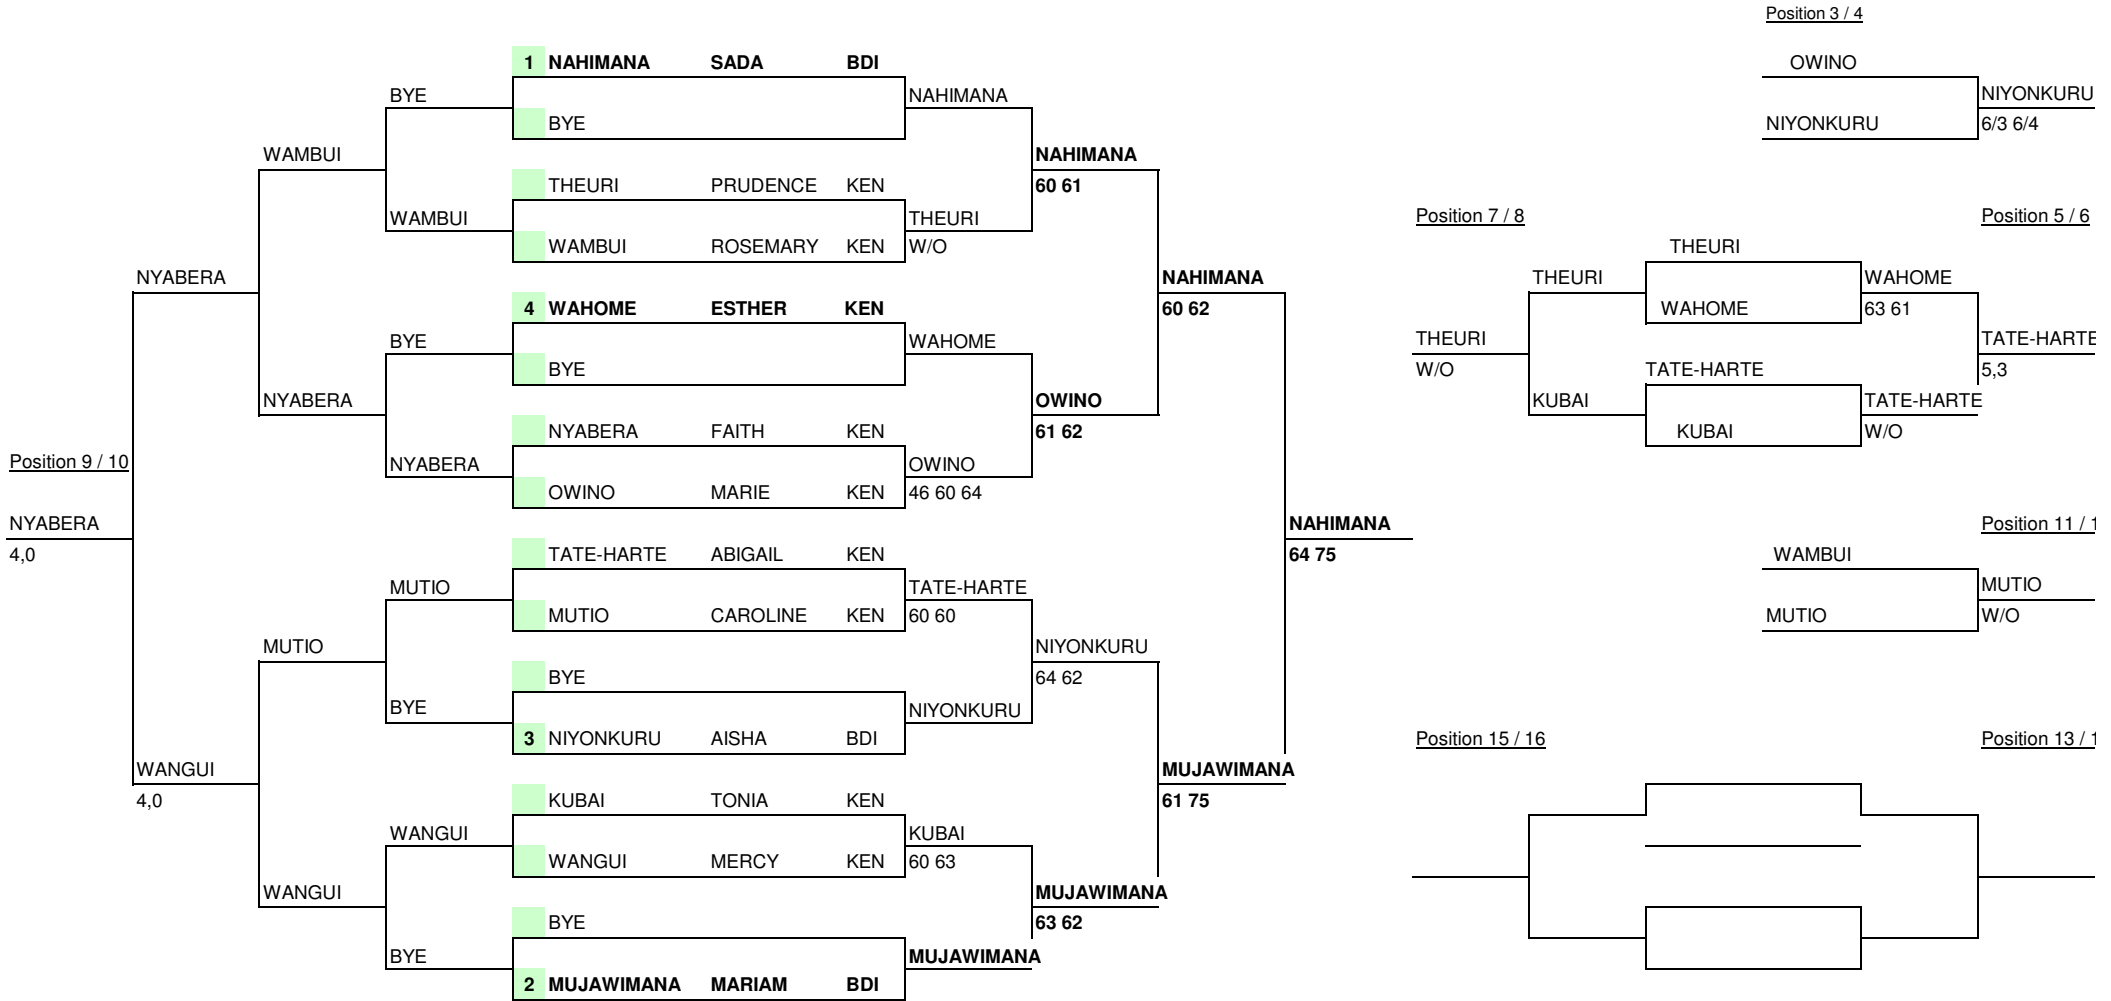 Position 3 / 4
1 NAHIMANA SADA BDI
OWINO
BYE
NAHIMANA
NIYONKURU
BYE
NIYONKURU
6/3 6/4
WAMBUI
NAHIMANA
THEURI PRUDENCE KEN
60 61
WAMBUI
THEURI
Position 7 / 8
Position 5 / 6
WAMBUI ROSEMARY KEN
W/O
THEURI
NYABERA
NAHIMANA
THEURI
WAHOME
4 WAHOME ESTHER KEN
60 62
WAHOME
63 61
BYE
WAHOME
THEURI
TATE-HARTE
BYE
W/O
TATE-HARTE
5,3
NYABERA
OWINO
KUBAI
TATE-HARTE
NYABERA FAITH KEN
61 62
KUBAI
W/O
Position 9 / 10
NYABERA
OWINO
OWINO MARIE KEN
46 60 64
NYABERA
NAHIMANA
Position 11 / 1
4,0
TATE-HARTE ABIGAIL KEN
64 75
WAMBUI
MUTIO
TATE-HARTE
MUTIO
MUTIO CAROLINE KEN
60 60
MUTIO
W/O
MUTIO
NIYONKURU
BYE
64 62
BYE
NIYONKURU
3 NIYONKURU AISHA BDI
Position 15 / 16
Position 13 / 1
WANGUI
MUJAWIMANA
4,0
KUBAI TONIA KEN
61 75
WANGUI
KUBAI
WANGUI MERCY KEN
60 63
WANGUI
MUJAWIMANA
BYE
63 62
BYE
MUJAWIMANA
2 MUJAWIMANA MARIAM BDI